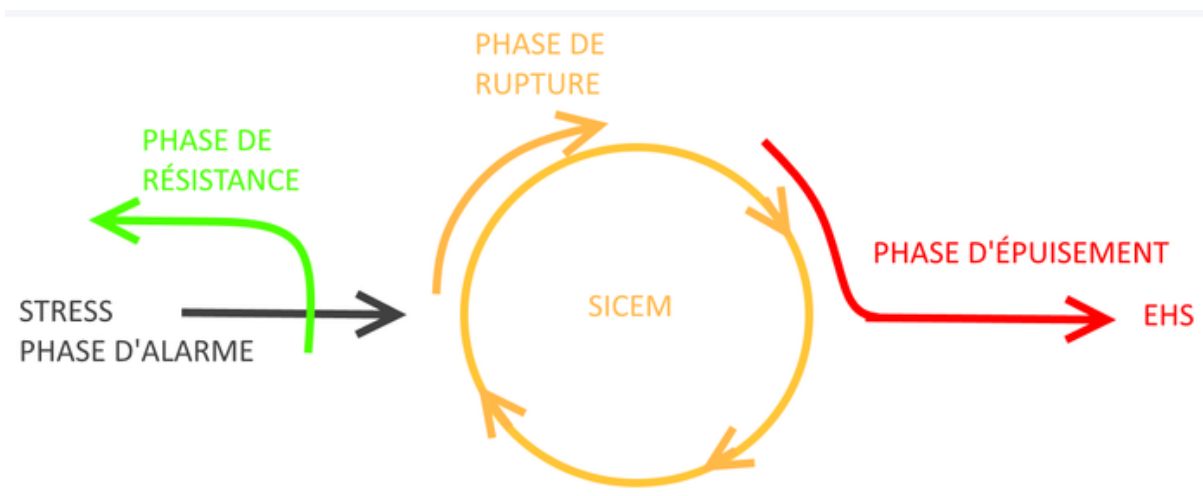 PHASE DE
RUPTURE
PHASE DE
RÉSISTANCE
PHASE D'ÉPUISEMENT
SICEM
STRESS
PHASE D'ALARME
EHS